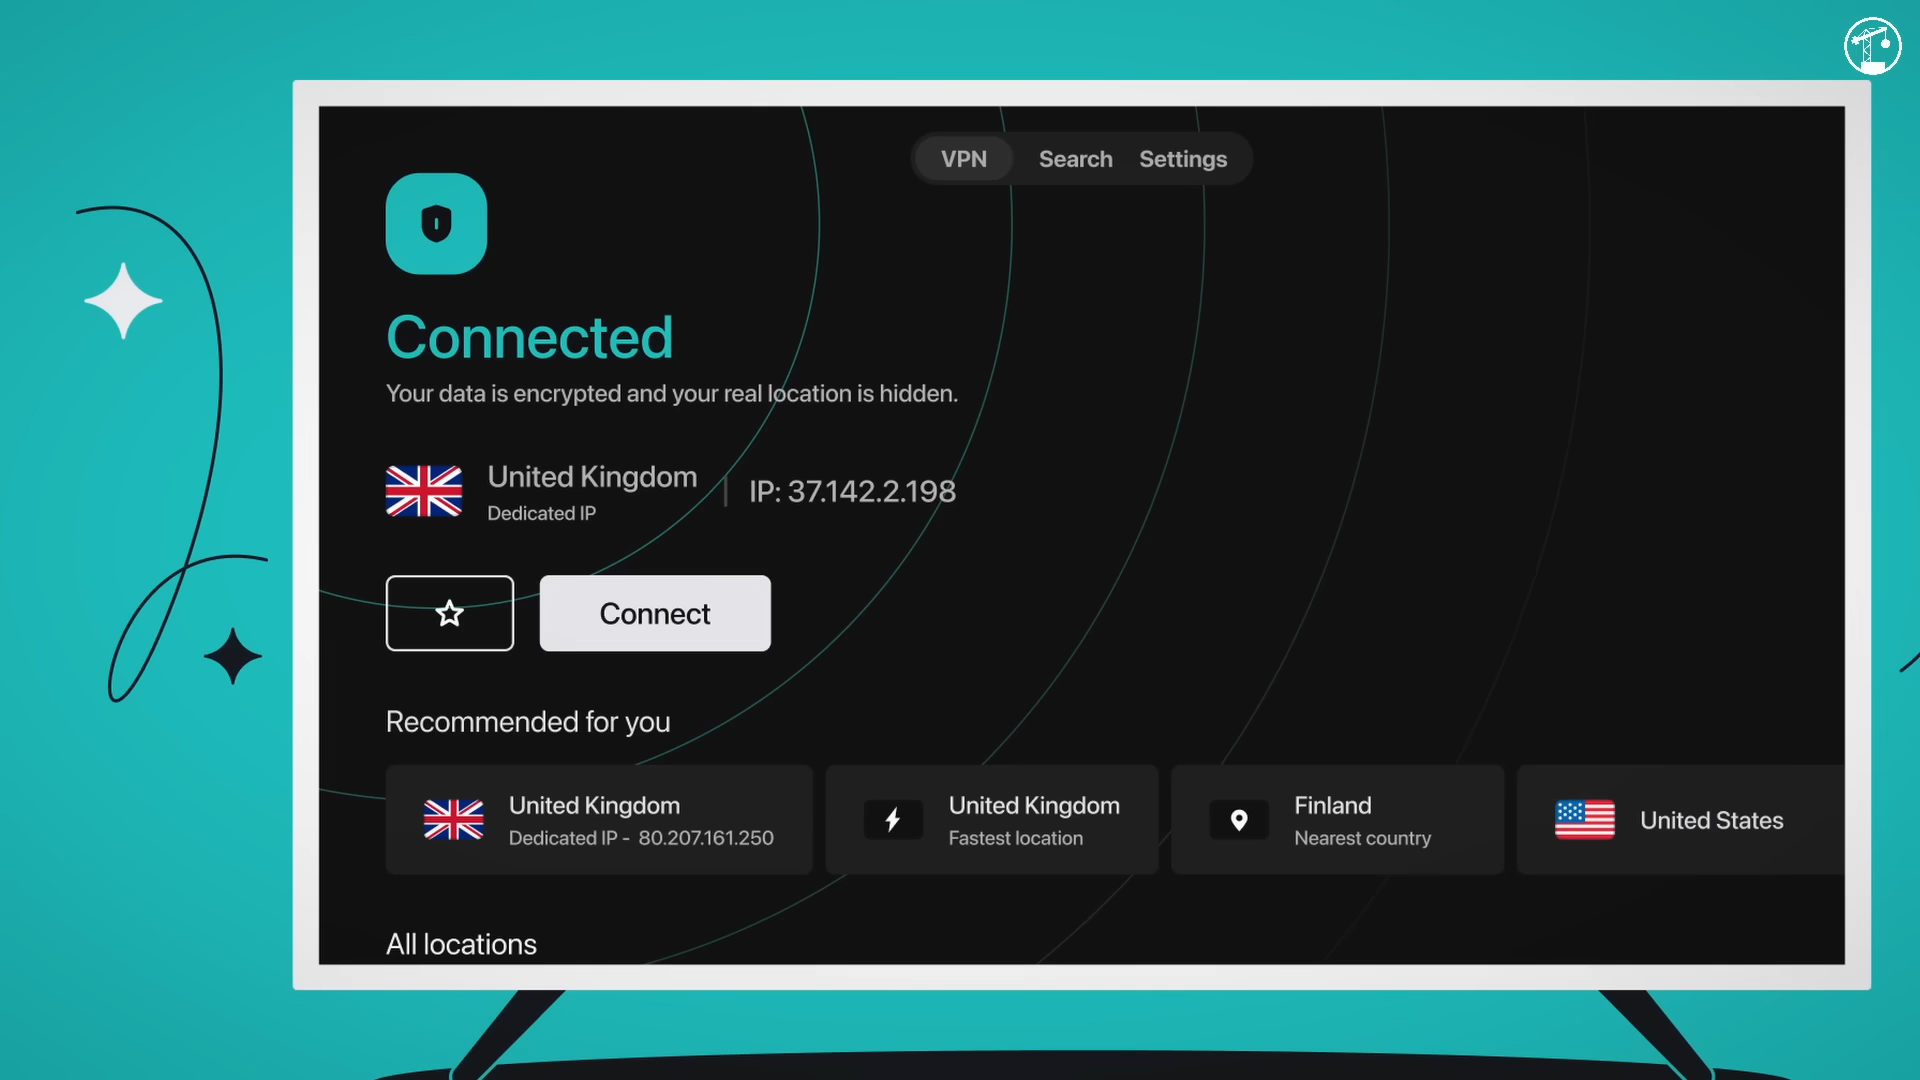 VPN Search Settings
Connected
Your data is encrypted and your real location is hidden.
United Kingdom
Dedicated IP
IP: 37.142.2.198
Connect
Recommended for you
United Kingdom
Dedicated IP - 80.207.161.250
United Kingdom
Fastest location
Finland
Nearest country
United States
All locations